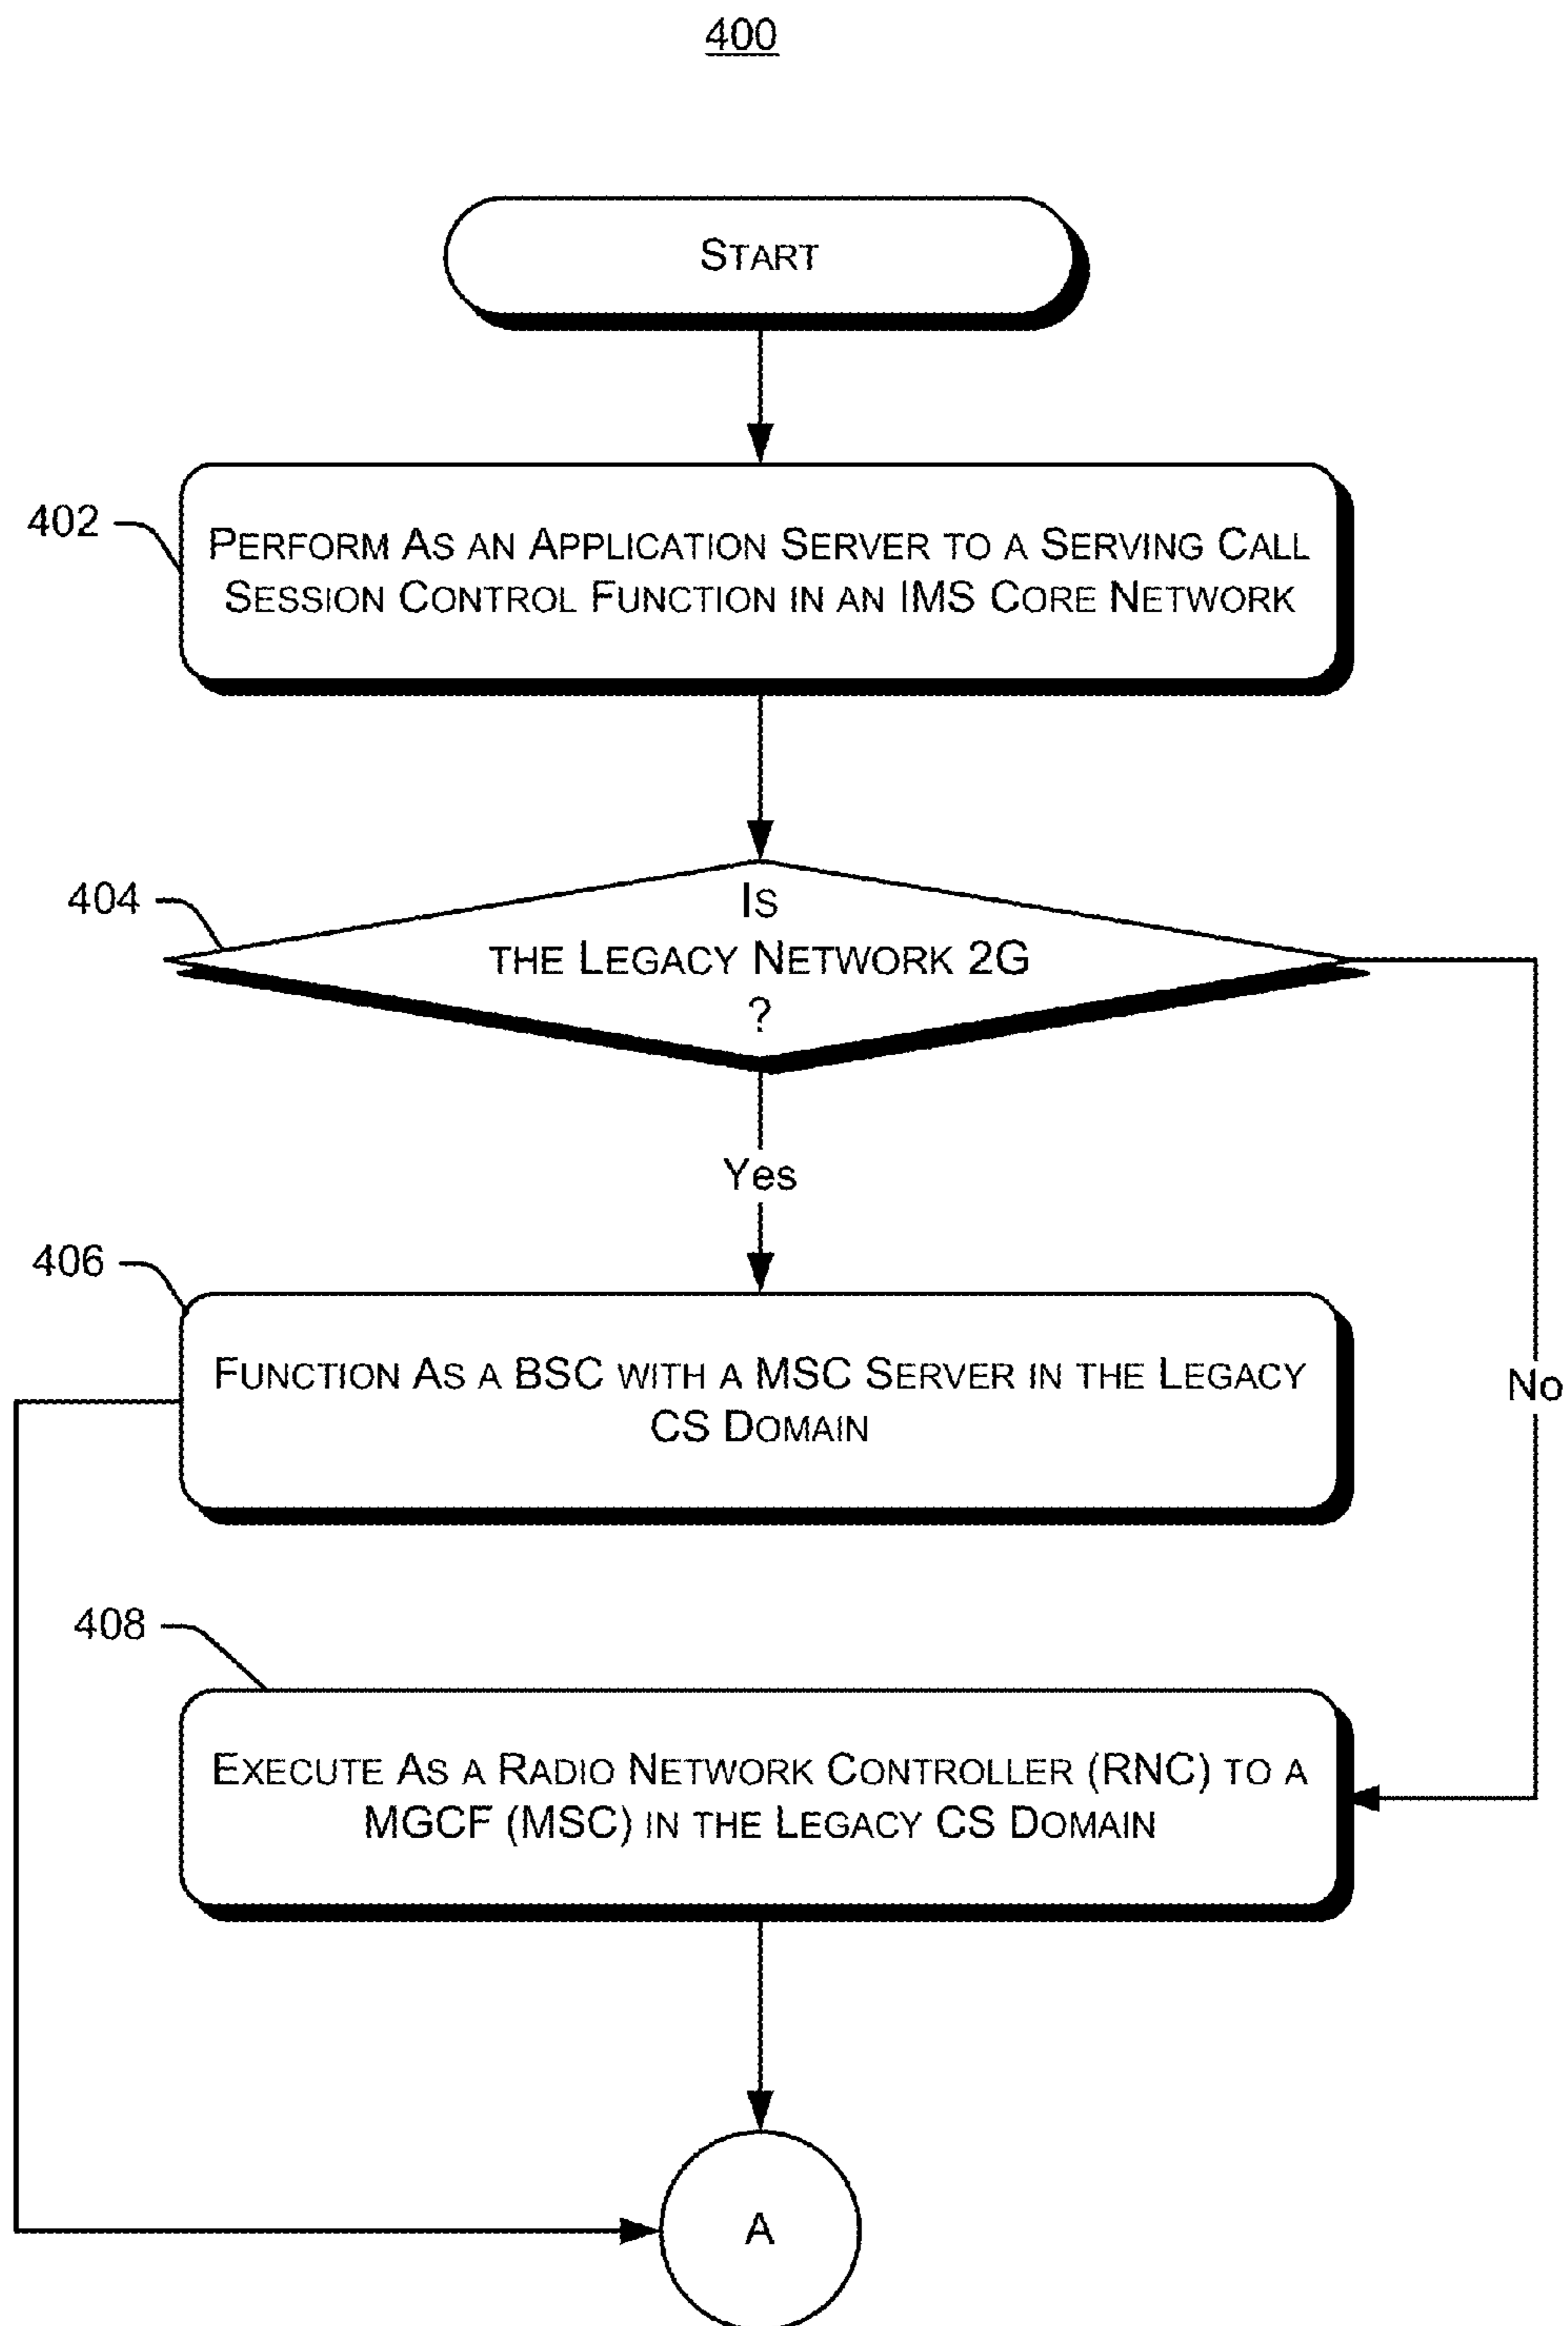 400
START
402
PERFORM AS AN APPLICATION SERVER TO A SERVING CALL
SESSION CONTROL FUNCTION IN AN IMS CORE NETWORK
404
IS
THE LEGACY NETWORK 2G
?
Yes
406
FUNCTION AS A BSC WITH A MSC SERVER IN THE LEGACY
CS DOMAIN
No
408
EXECUTE AS A RADIO NETWORK CONTROLLER (RNC) TO A
MGCF (MSC) IN THE LEGACY CS DOMAIN
A